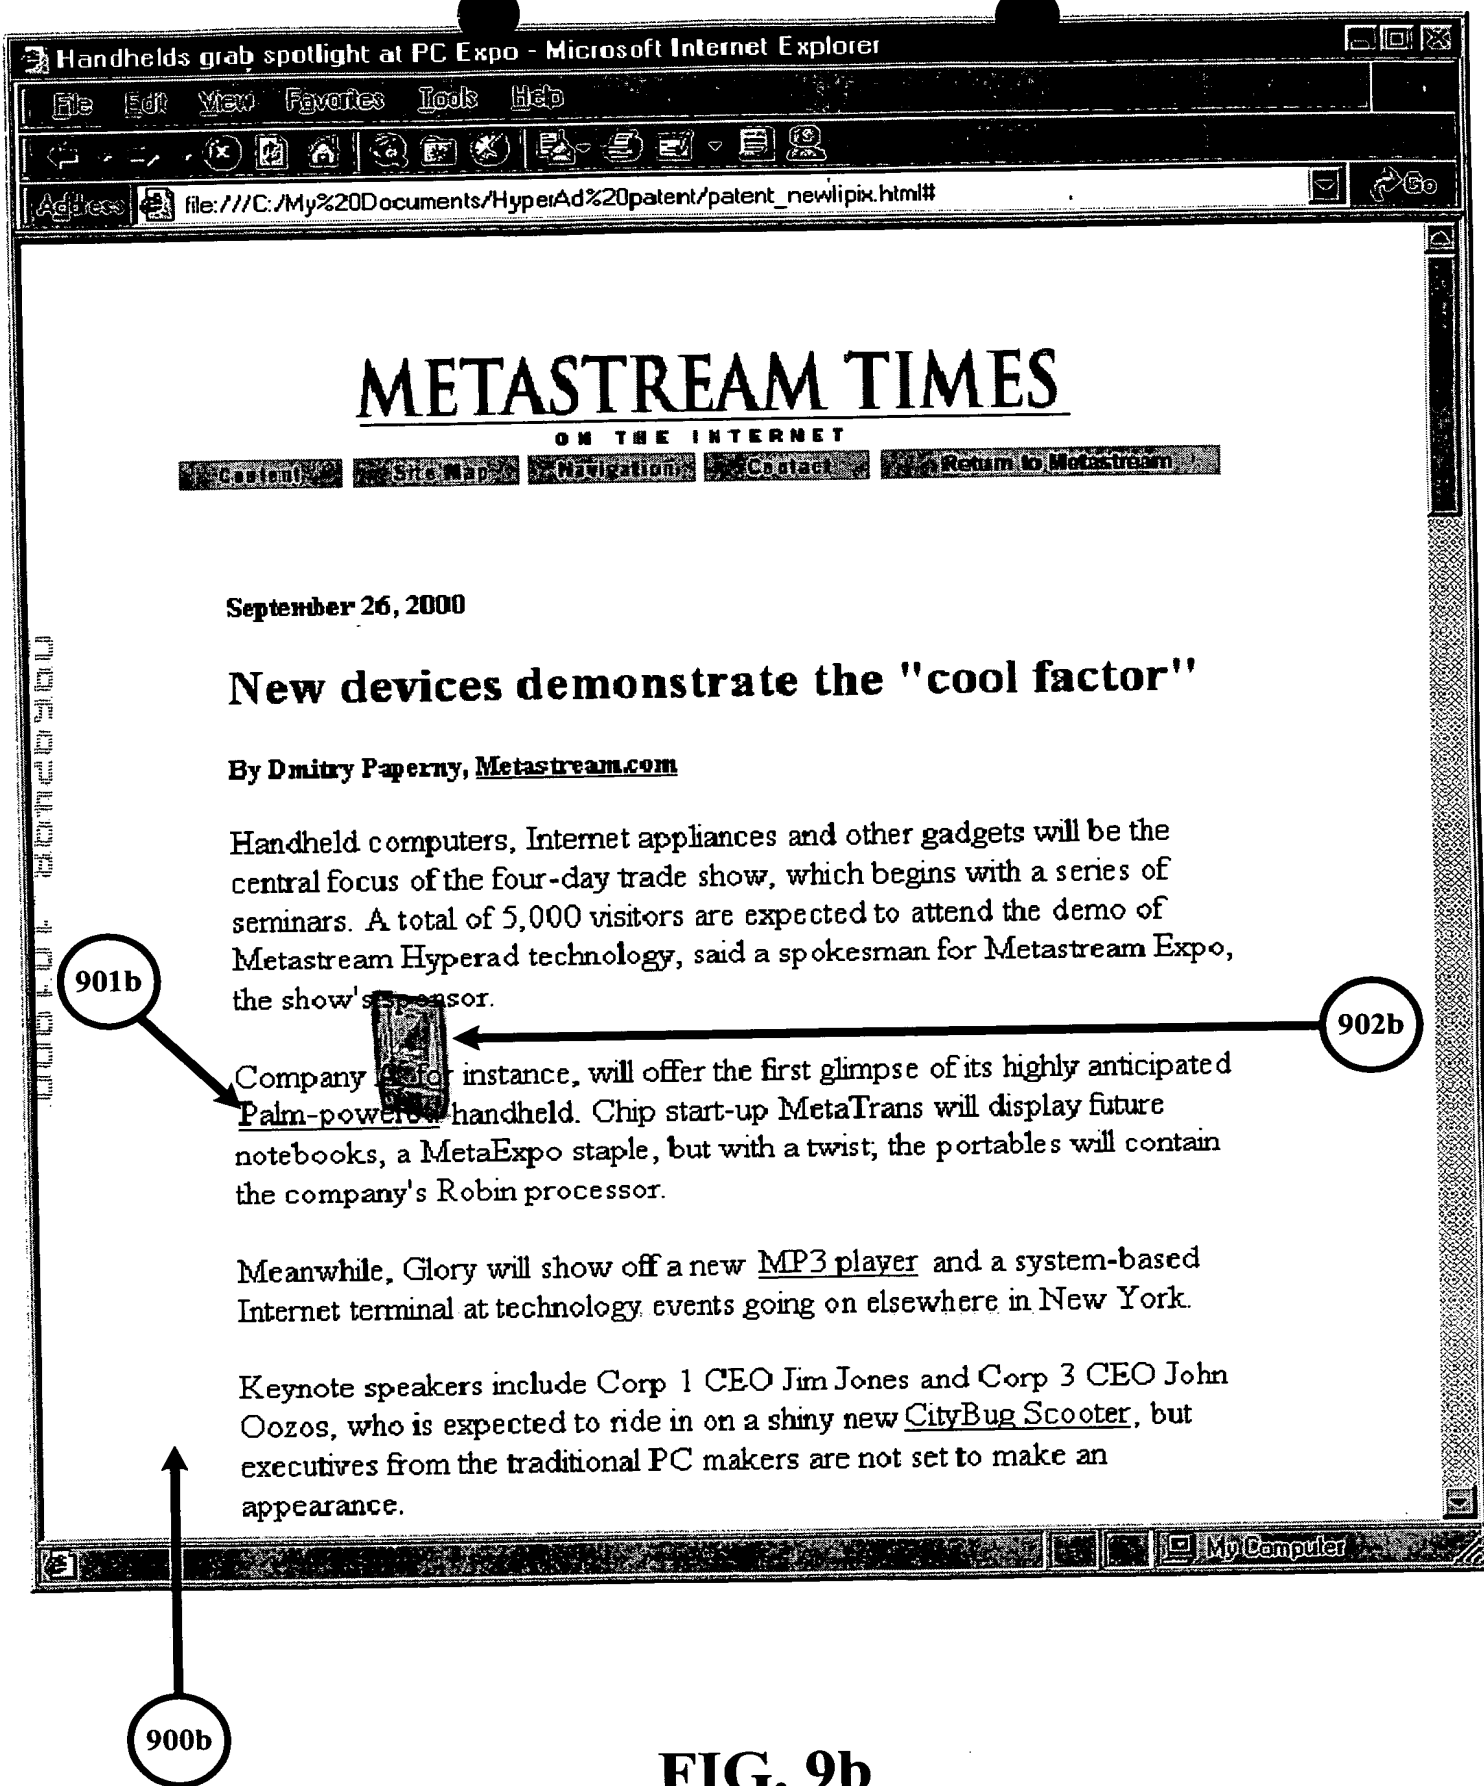 Handhelds grab spotlight at PC Expo - Microsoft Internet Explorer
File Edit View Favorites Tools Help
Address file:///C:/My%20Documents/HyperAd%20patent/patent_newlipix.html# Go
METASTREAM TIMES
ON THE INTERNET
Content Site Map Navigation Contact Return to Metastream
September 26, 2000
New devices demonstrate the "cool factor"
By Dmitry Paperny, Metastream.com
Handheld computers, Internet appliances and other gadgets will be the
central focus of the four-day trade show, which begins with a series of
seminars. A total of 5,000 visitors are expected to attend the demo of
Metastream Hyperad technology, said a spokesman for Metastream Expo,
the show's sponsor.
901b
902b
Company for instance, will offer the first glimpse of its highly anticipated
Palm-powered handheld. Chip start-up MetaTrans will display future
notebooks, a MetaExpo staple, but with a twist; the portables will contain
the company's Robin processor.
Meanwhile, Glory will show off a new MP3 player and a system-based
Internet terminal at technology events going on elsewhere in New York.
Keynote speakers include Corp 1 CEO Jim Jones and Corp 3 CEO John
Oozos, who is expected to ride in on a shiny new CityBug Scooter, but
executives from the traditional PC makers are not set to make an
appearance.
My Computer
900b
FIG. 9b